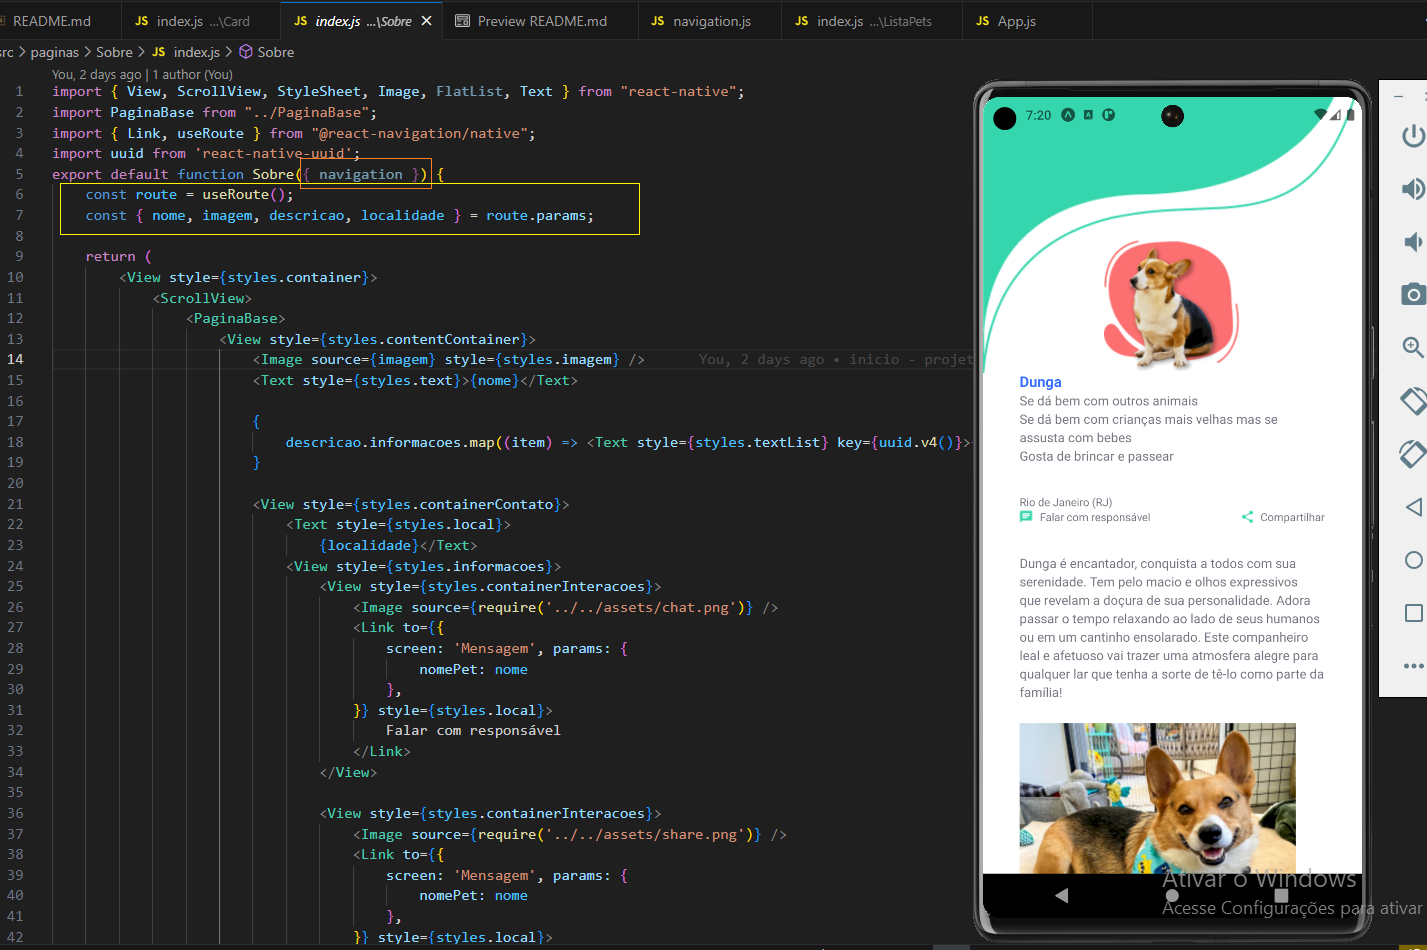 README.md
JS index.js ...\Card
JS index.js ...\Sobre
Preview README.md
JS navigation.js
JS index.js ...\ListaPets
JS App.js
src > paginas > Sobre > JS index.js > Sobre
You, 2 days ago | 1 author (You)
1 import { View, ScrollView, StyleSheet, Image, FlatList, Text } from "react-native";
2 import PaginaBase from "../PaginaBase";
3 import { Link, useRoute } from "@react-navigation/native";
4 import uuid from 'react-native-uuid';
5 export default function Sobre({ navigation }) {
6 const route = useRoute();
7 const { nome, imagem, descricao, localidade } = route.params;
8
9 return (
10 <View style={styles.container}>
11 <ScrollView>
12 <PaginaBase>
13 <View style={styles.contentContainer}>
14 <Image source={imagem} style={styles.imagem} /> You, 2 days ago • inicio - projet
15 <Text style={styles.text}>{nome}</Text>
16
17 {
18 descricao.informacoes.map((item) => <Text style={styles.textList} key={uuid.v4()}>
19 }
20
21 <View style={styles.containerContato}>
22 <Text style={styles.local}>
23 {localidade}</Text>
24 <View style={styles.informacoes}>
25 <View style={styles.containerInteracoes}>
26 <Image source={require('../../assets/chat.png')} />
27 <Link to={{
28 screen: 'Mensagem', params: {
29 nomePet: nome
30 },
31 }} style={styles.local}>
32 Falar com responsável
33 </Link>
34 </View>
35
36 <View style={styles.containerInteracoes}>
37 <Image source={require('../../assets/share.png')} />
38 <Link to={{
39 screen: 'Mensagem', params: {
40 nomePet: nome
41 },
42 }} style={styles.local}>
7:20
Dunga
Se dá bem com outros animais
Se dá bem com crianças mais velhas mas se
assusta com bebes
Gosta de brincar e passear
Rio de Janeiro (RJ)
Falar com responsável
Compartilhar
Dunga é encantador, conquista a todos com sua
serenidade. Tem pelo macio e olhos expressivos
que revelam a doçura de sua personalidade. Adora
passar o tempo relaxando ao lado de seus humanos
ou em um cantinho ensolarado. Este companheiro
leal e afetuoso vai trazer uma atmosfera alegre para
qualquer lar que tenha a sorte de tê-lo como parte da
família!
Ativar o Windows
Acesse Configurações para ativar